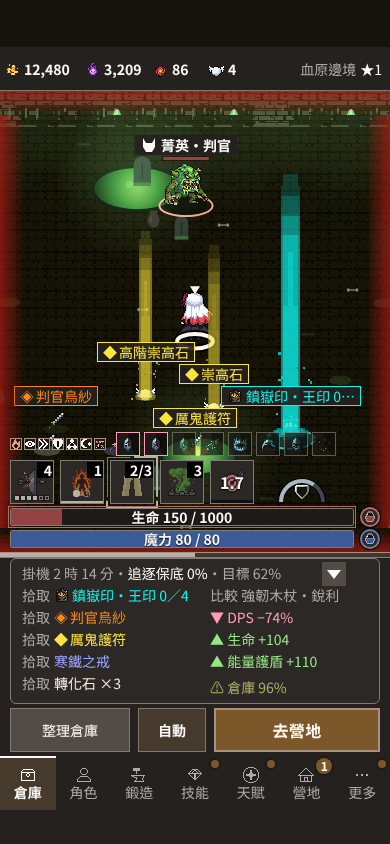 12,480 3,209 86 4 血原邊境 ★1
菁英・判官
◆高階崇高石
◆崇高石
◈判官烏紗
鎮嶽印・王印 0…
◆厲鬼護符
4 1 2/3 3 1.7
生命 150 / 1000
魔力 80 / 80
掛機 2 時 14 分・追逐保底 0%・目標 62%
拾取 鎮嶽印・王印 0／4
比泑 強韌木杖・銳利
拾取 ◈判官烏紗
▼ DPS −74%
拾取 ◆厲鬼護符
▲ 生命 +104
拾取 寒鐵之戒
▲ 能量護盾 +110
拾取 轉化石 ×3
⚠ 倉庫 96%
整理倉庫 自動 去營地
1
倉庫 角色 鍛造 技能 天賦 營地 更多